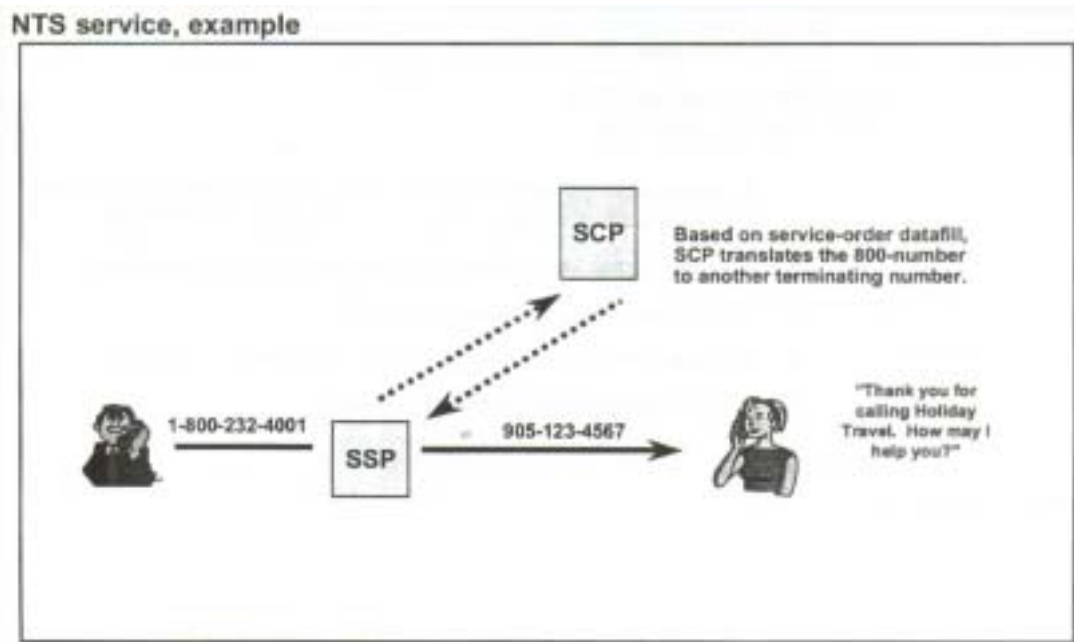 NTS service, example
SCP
Based on service-order datafill,
SCP translates the 800-number
to another terminating number.
1-800-232-4001
SSP
905-123-4567
"Thank you for
calling Holiday
Travel. How may I
help you?"